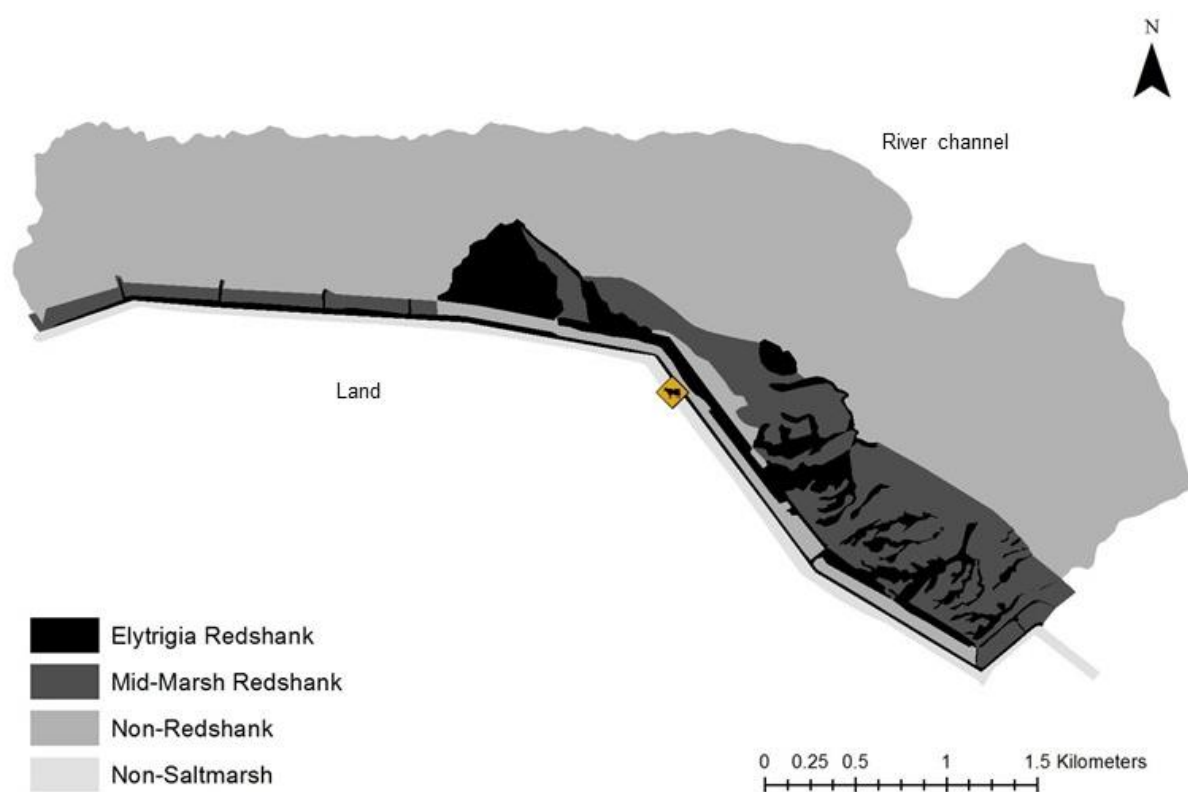 N
River channel
Land
Elytrigia Redshank
Mid-Marsh Redshank
Non-Redshank
Non-Saltmarsh
0 0.25 0.5 1 1.5 Kilometers